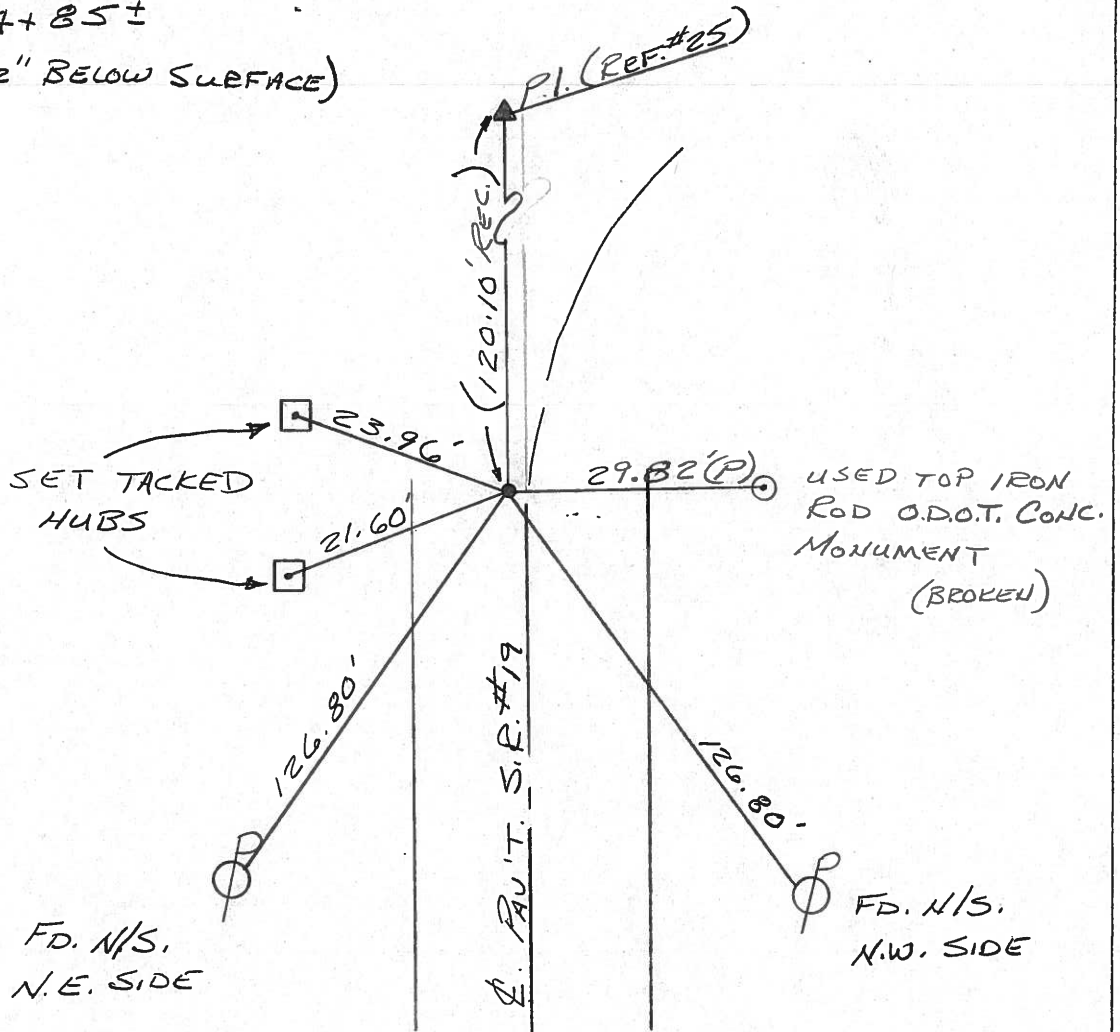 4+85±
2" BELOW SURFACE)
P.I. (REF. #25)
(120.10' REC.)
23.96'
21.60'
SET TACKED
HUBS
29.82'(P)
USED TOP IRON
ROD O.D.O.T. CONC.
MONUMENT
(BROKEN)
126.80'
126.80'
℄. PAV'T. S.R. #19
P
P
FD. N/S.
N.E. SIDE
FD. N/S.
N.W. SIDE